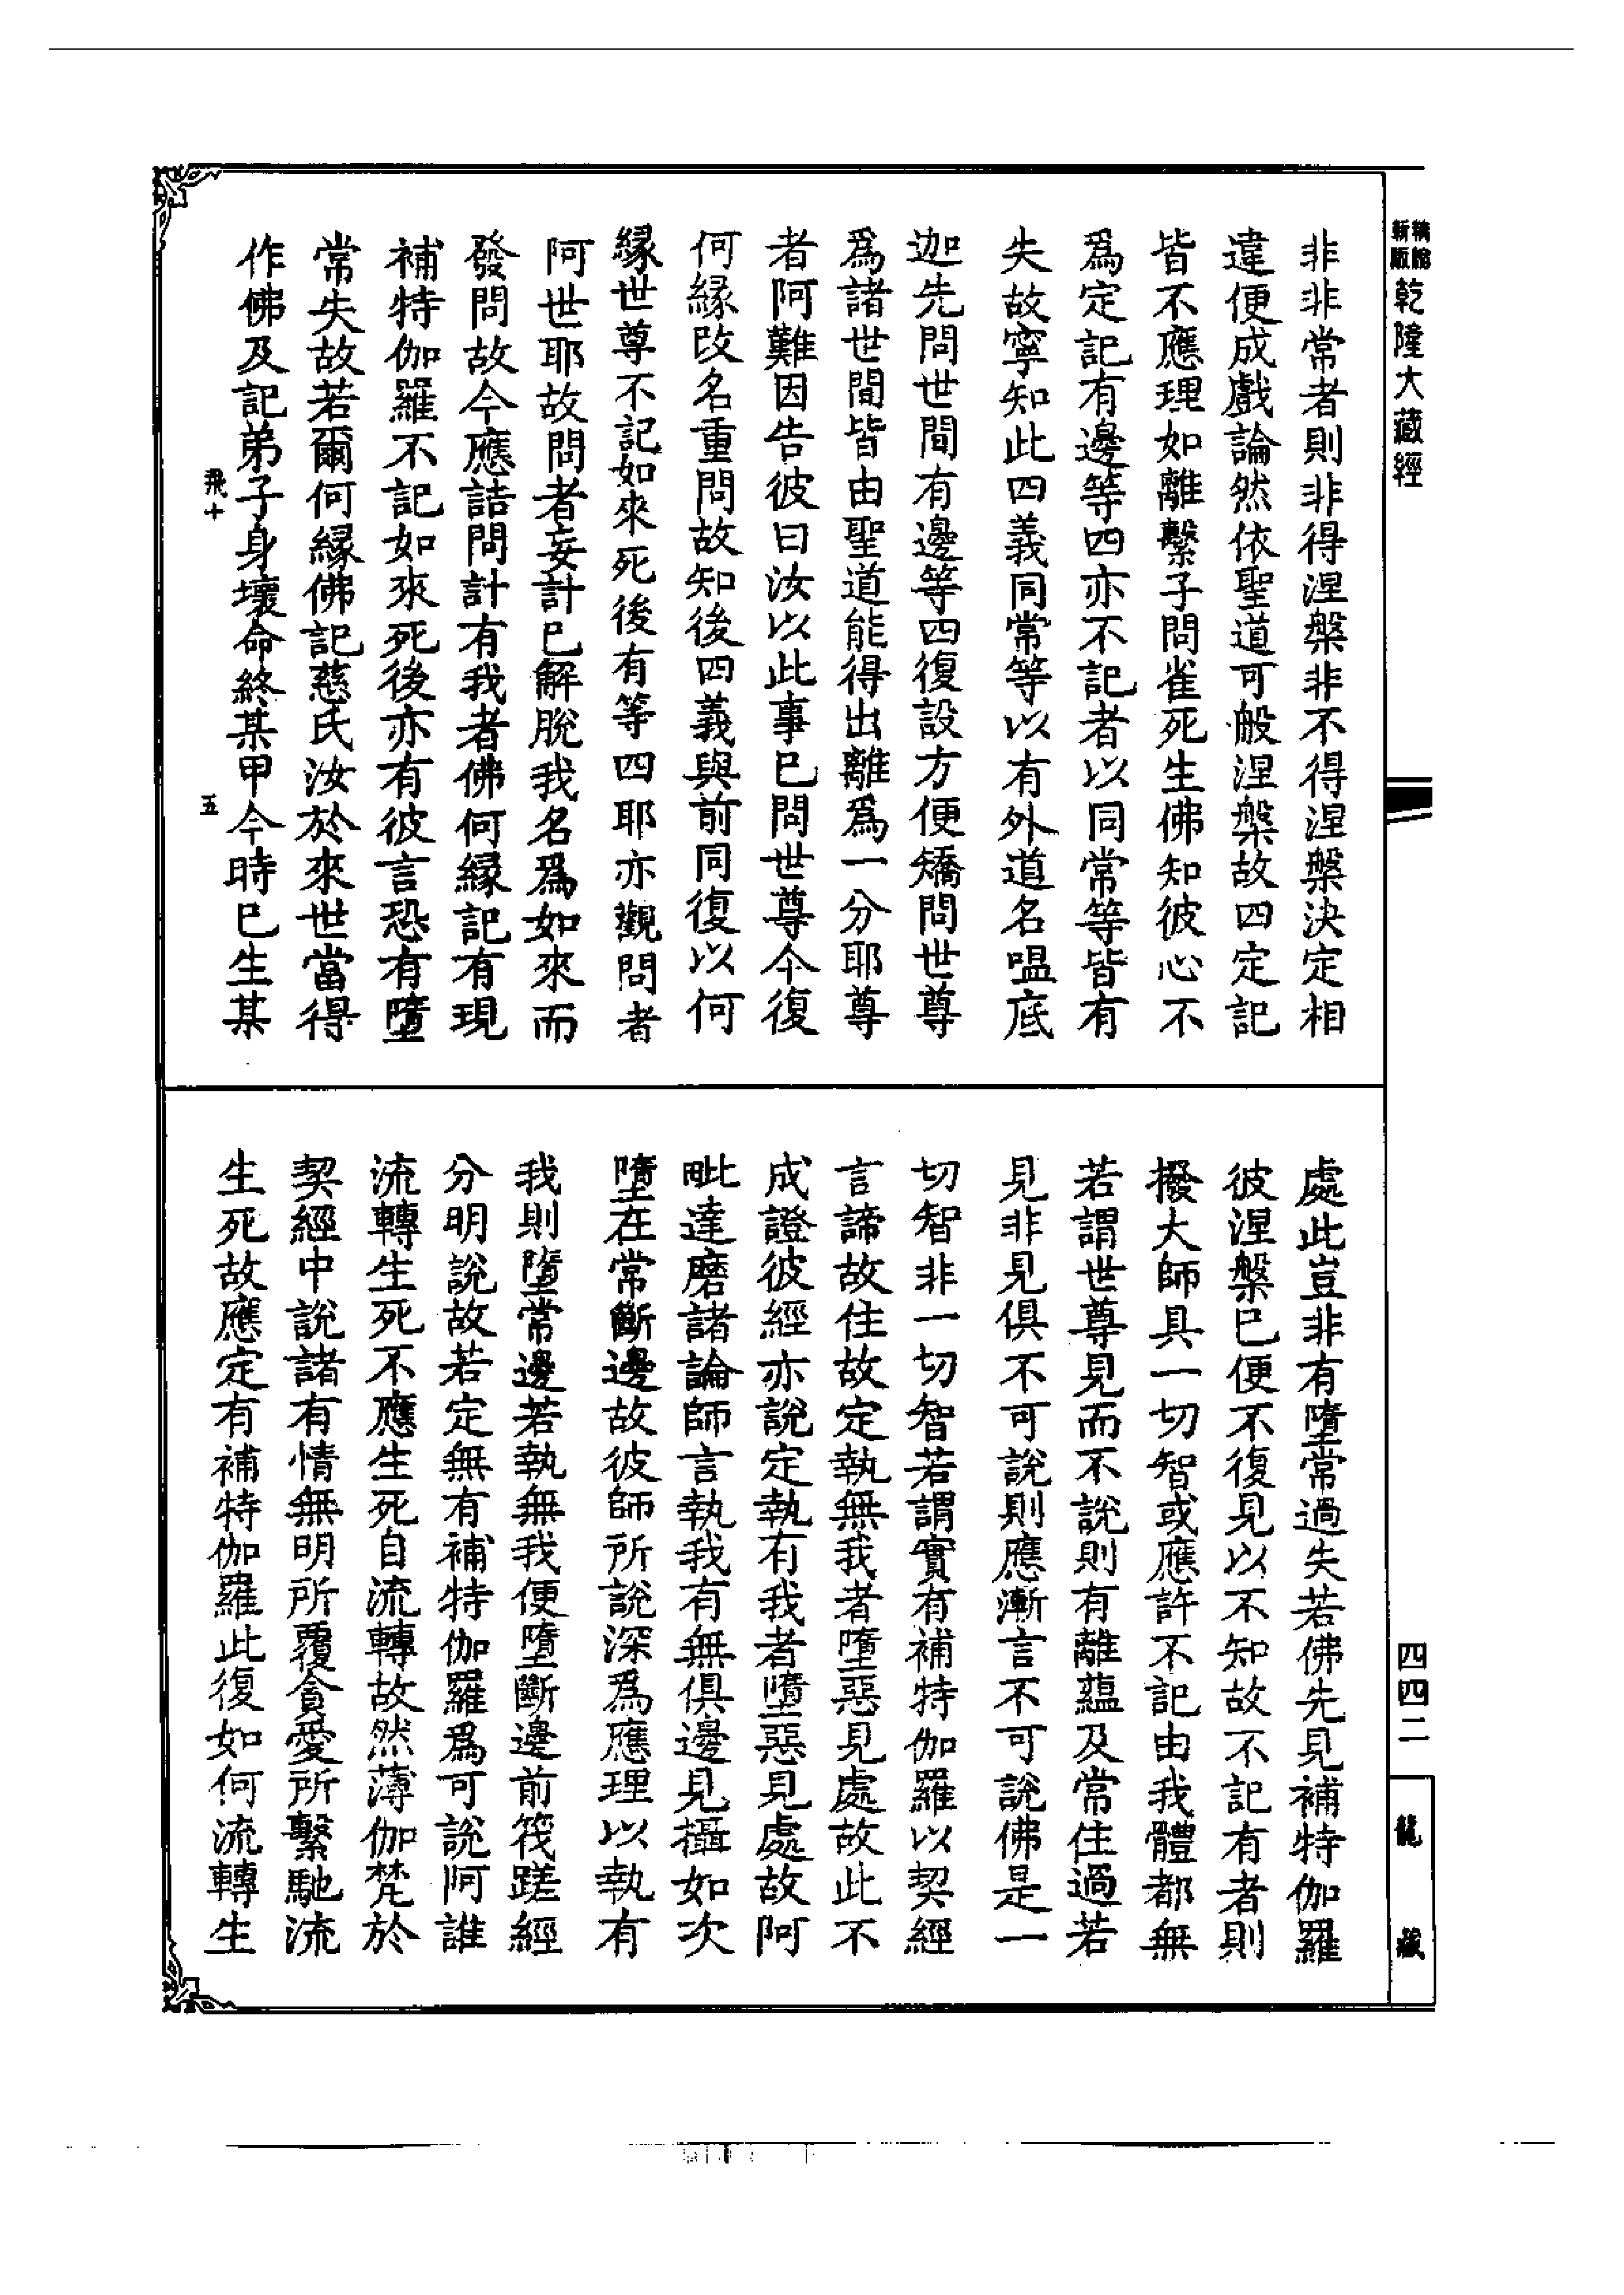 精縮
新版
乾隆大藏經
非非常者則非得涅槃非不得涅槃決定相
違便成戲論然依聖道可般涅槃故四定記
皆不應理如離繫子問雀死生佛知彼心不
爲定記有邊等四亦不記者以同常等皆有
失故寧知此四義同常等以有外道名嗢底
迦先問世間有邊等四復設方便矯問世尊
爲諸世間皆由聖道能得出離爲一分耶尊
者阿難因告彼曰汝以此事已問世尊今復
何緣改名重問故知後四義與前同復以何
緣世尊不記如來死後有等四耶亦觀問者
阿世耶故問者妄計已解脫我名爲如來而
發問故今應詰問計有我者佛何緣記有現
補特伽羅不記如來死後亦有彼言恐有墮
常失故若爾何緣佛記慈氏汝於來世當得
作佛及記弟子身壞命終某甲今時已生某
飛十
五
處此豈非有墮常過失若佛先見補特伽羅
彼涅槃已便不復見以不知故不記有者則
撥大師具一切智或應許不記由我體都無
若謂世尊見而不說則有離蘊及常住過若
見非見俱不可說則應漸言不可說佛是一
切智非一切智若謂實有補特伽羅以契經
言諦故住故定執無我者墮惡見處故此不
成證彼經亦說定執有我者墮惡見處故阿
毗達磨諸論師言執我有無俱邊見攝如次
墮在常斷邊故彼師所說深爲應理以執有
我則墮常邊若執無我便墮斷邊前筏蹉經
分明說故若定無有補特伽羅爲可說阿誰
流轉生死不應生死自流轉故然薄伽梵於
契經中說諸有情無明所覆貪愛所繫馳流
生死故應定有補特伽羅此復如何流轉生
四四二
龍藏